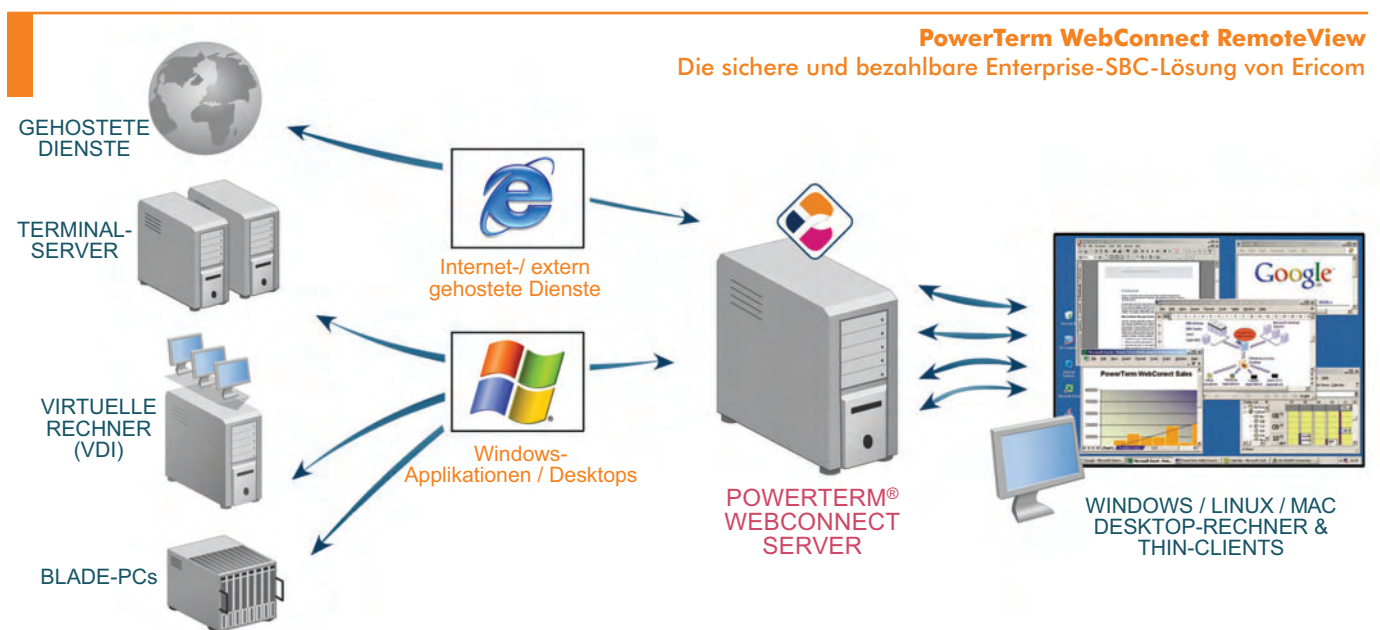 PowerTerm WebConnect RemoteView
Die sichere und bezahlbare Enterprise-SBC-Lösung von Ericom
GEHOSTETE
DIENSTE
TERMINAL-
SERVER
VIRTUELLE
RECHNER
(VDI)
BLADE-PCs
Internet-/ extern
gehostete Dienste
Windows-
Applikationen / Desktops
POWERTERM®
WEBCONNECT
SERVER
Google
PowerTerm WebConect Sales
WINDOWS / LINUX / MAC
DESKTOP-RECHNER &
THIN-CLIENTS